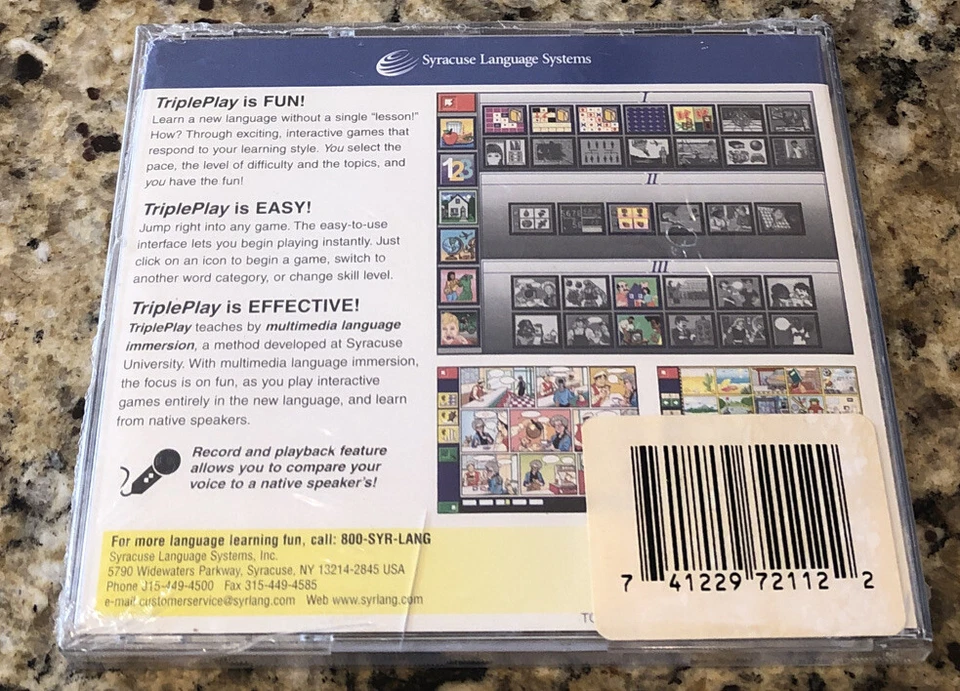 Syracuse Language Systems
TriplePlay is FUN!
Learn a new language without a single "lesson!"
How? Through exciting, interactive games that
respond to your learning style. You select the
pace, the level of difficulty and the topics, and
you have the fun!
TriplePlay is EASY!
Jump right into any game. The easy-to-use
interface lets you begin playing instantly. Just
click on an icon to begin a game, switch to
another word category, or change skill level.
TriplePlay is EFFECTIVE!
TriplePlay teaches by multimedia language
immersion, a method developed at Syracuse
University. With multimedia language immersion,
the focus is on fun, as you play interactive
games entirely in the new language, and learn
from native speakers.
Record and playback feature
allows you to compare your
voice to a native speaker's!
For more language learning fun, call: 800-SYR-LANG
Syracuse Language Systems, Inc.
5790 Widewaters Parkway, Syracuse, NY 13214-2845 USA
Phone 315-449-4500 Fax 315-449-4585
e-mail customerservice@syrlang.com Web www.syrlang.com
I
123
II
III
7 41229 72112 2